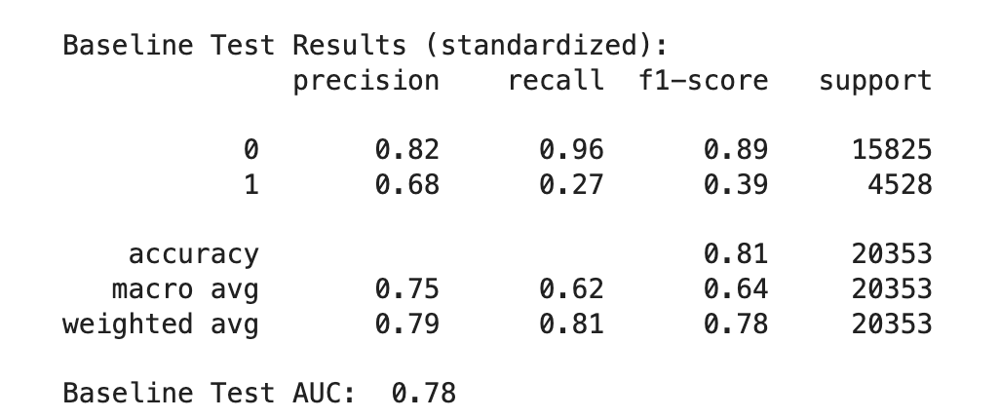 Baseline Test Results (standardized):
precision recall f1-score support
0 0.82 0.96 0.89 15825
1 0.68 0.27 0.39 4528
accuracy 0.81 20353
macro avg 0.75 0.62 0.64 20353
weighted avg 0.79 0.81 0.78 20353
Baseline Test AUC: 0.78